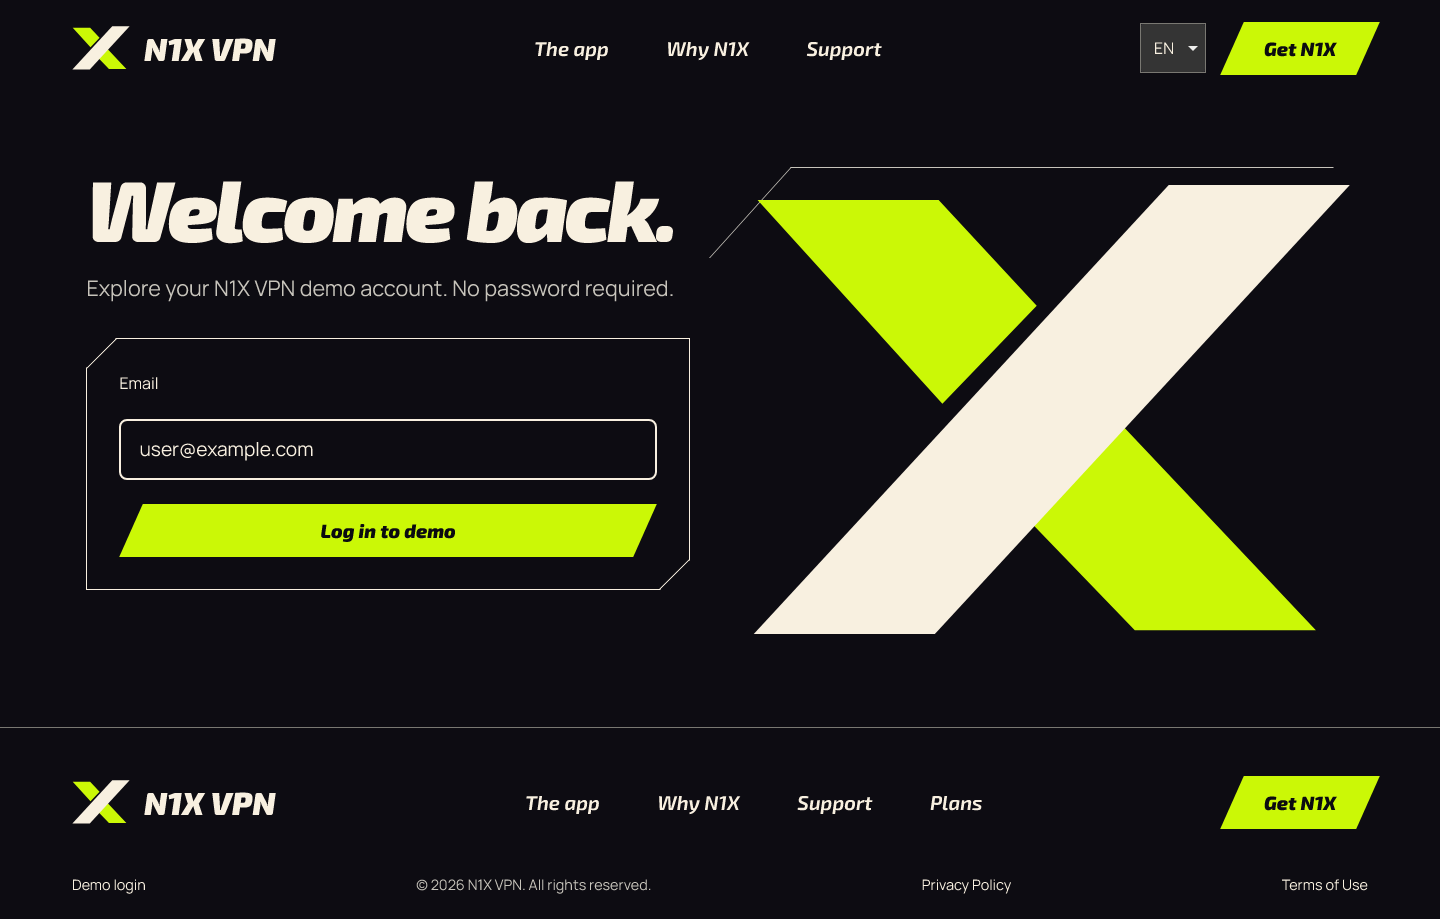 N1X VPN
The app
Why N1X
Support
EN
Get N1X
Welcome back.
Explore your N1X VPN demo account. No password required.
Email
user@example.com
Log in to demo
N1X VPN
The app
Why N1X
Support
Plans
Get N1X
Demo login
© 2026 N1X VPN. All rights reserved.
Privacy Policy
Terms of Use